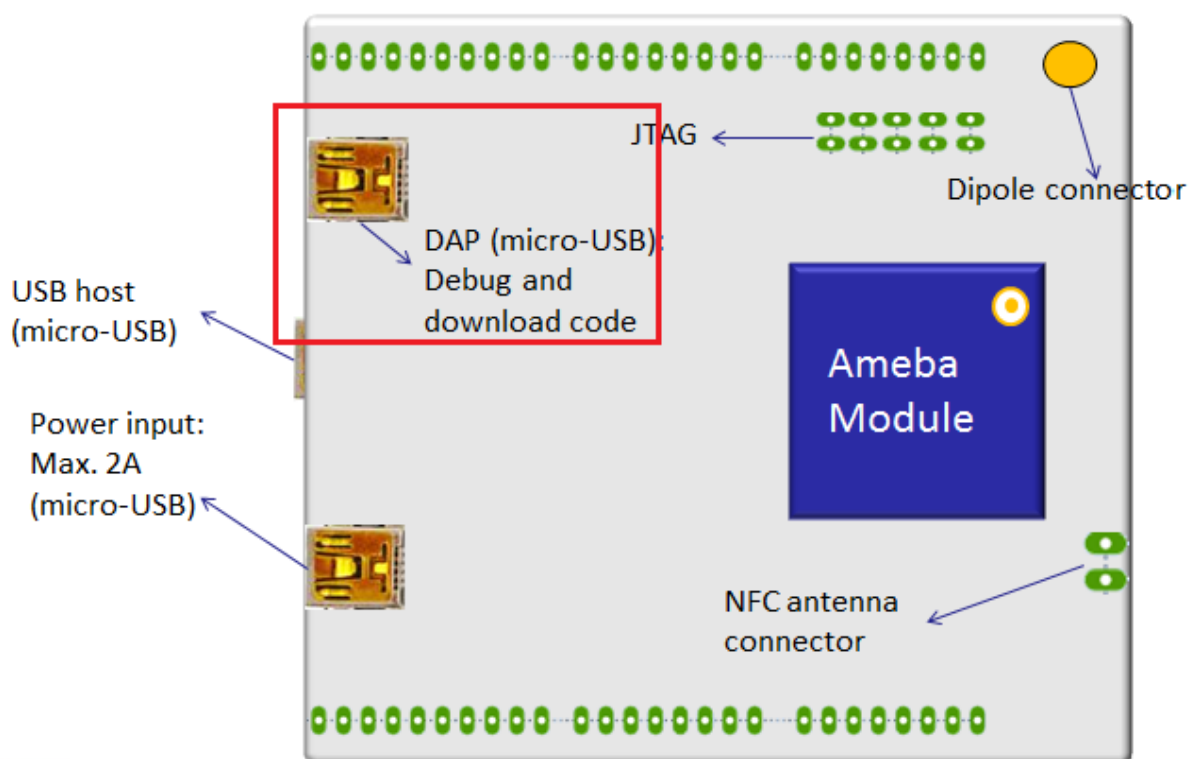 JTAG
Dipole connector
DAP (micro-USB):
Debug and
download code
USB host
(micro-USB)
Ameba
Module
Power input:
Max. 2A
(micro-USB)
NFC antenna
connector